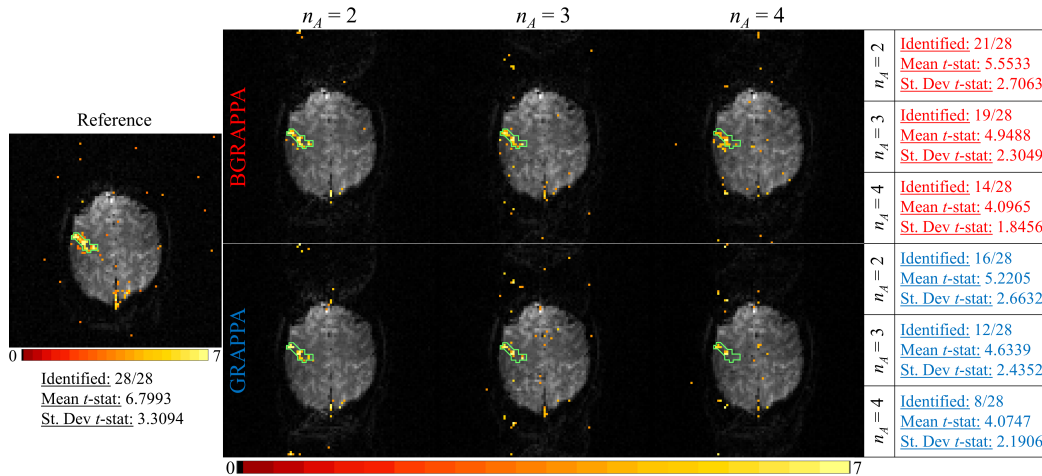 n_A = 2
n_A = 3
n_A = 4
Reference
0
7
Identified: 28/28
Mean t-stat: 6.7993
St. Dev t-stat: 3.3094
BGRAPPA
n_A = 2
Identified: 21/28
Mean t-stat: 5.5533
St. Dev t-stat: 2.7063
n_A = 3
Identified: 19/28
Mean t-stat: 4.9488
St. Dev t-stat: 2.3049
n_A = 4
Identified: 14/28
Mean t-stat: 4.0965
St. Dev t-stat: 1.8456
GRAPPA
n_A = 2
Identified: 16/28
Mean t-stat: 5.2205
St. Dev t-stat: 2.6632
n_A = 3
Identified: 12/28
Mean t-stat: 4.6339
St. Dev t-stat: 2.4352
n_A = 4
Identified: 8/28
Mean t-stat: 4.0747
St. Dev t-stat: 2.1906
0
7